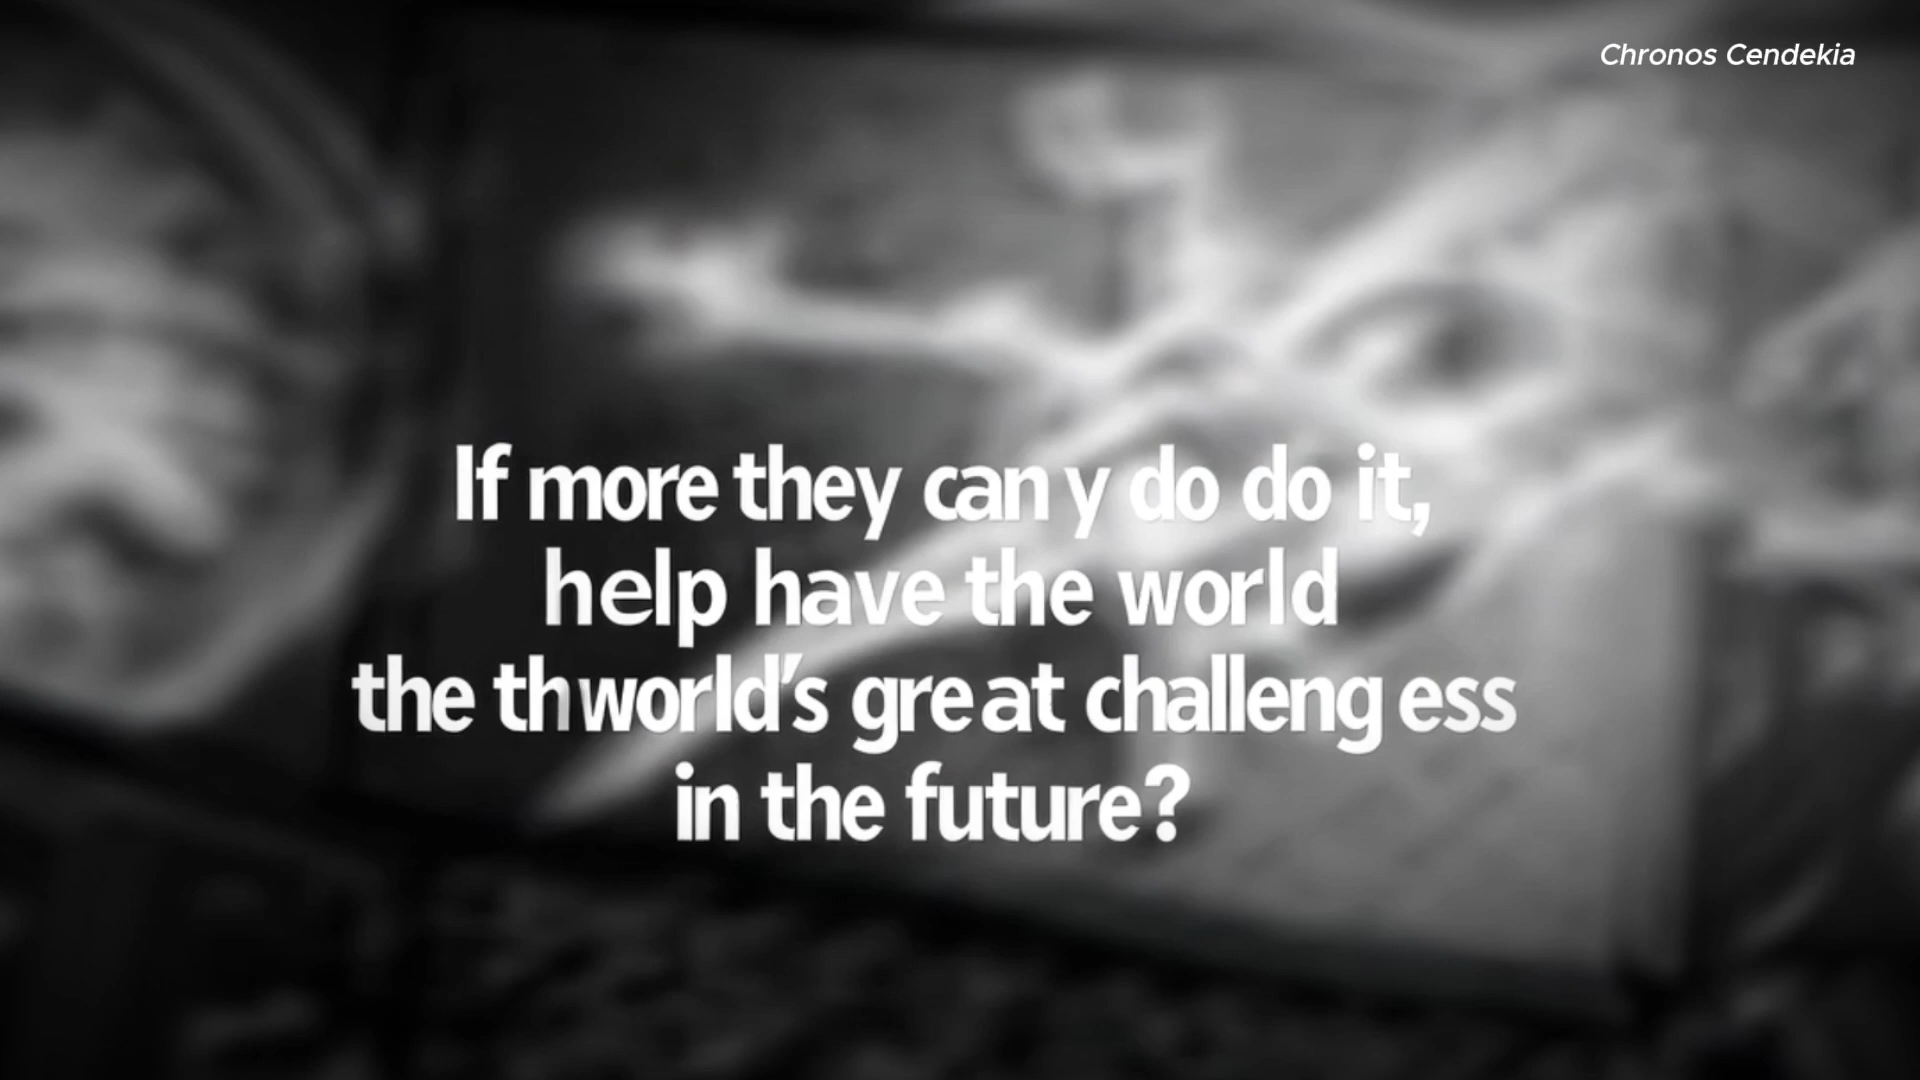 Chronos Cendekia
If more they can y do do it,
help have the world
the th world's great challeng ess
in the future?